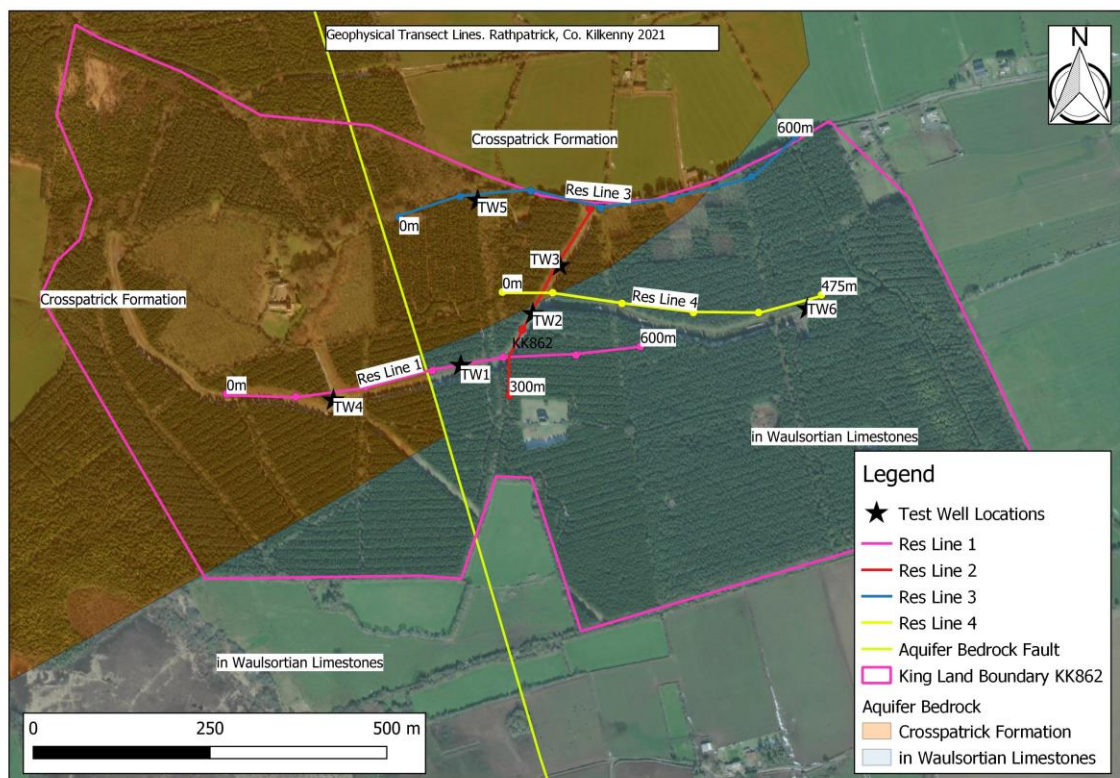 Geophysical Transect Lines. Rathpatrick, Co. Kilkenny 2021
N
Crosspatrick Formation
600m
Res Line 3
TW5
0m
TW3
Crosspatrick Formation
0m
475m
Res Line 4
TW6
TW2
KK862
600m
Res Line 1
TW1
0m
300m
TW4
in Waulsortian Limestones
in Waulsortian Limestones
Legend
Test Well Locations
Res Line 1
Res Line 2
Res Line 3
Res Line 4
Aquifer Bedrock Fault
King Land Boundary KK862
Aquifer Bedrock
Crosspatrick Formation
in Waulsortian Limestones
0 250 500 m